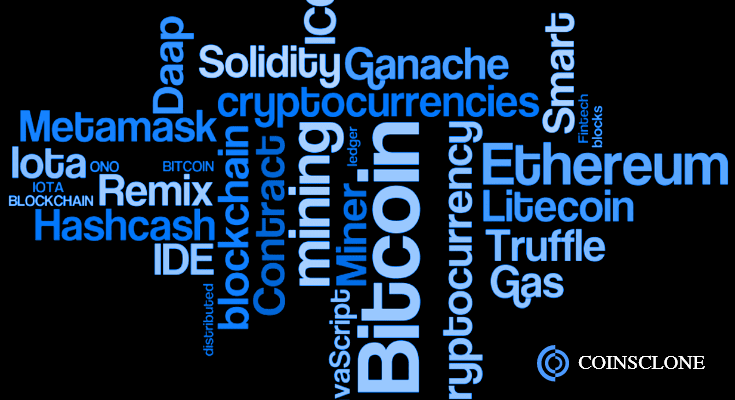 ICO
Daap
Solidity
Ganache
Smart
cryptocurrencies
Fintech
blocks
Metamask
ledger
Iota
ONO
BITCOIN
IOTA
BLOCKCHAIN
Remix
blockchain
Contract
mining
Miner
Bitcoin
ryptocurrency
Ethereum
Litecoin
Hashcash
IDE
Truffle
Gas
distributed
vaScript
COINSCLONE